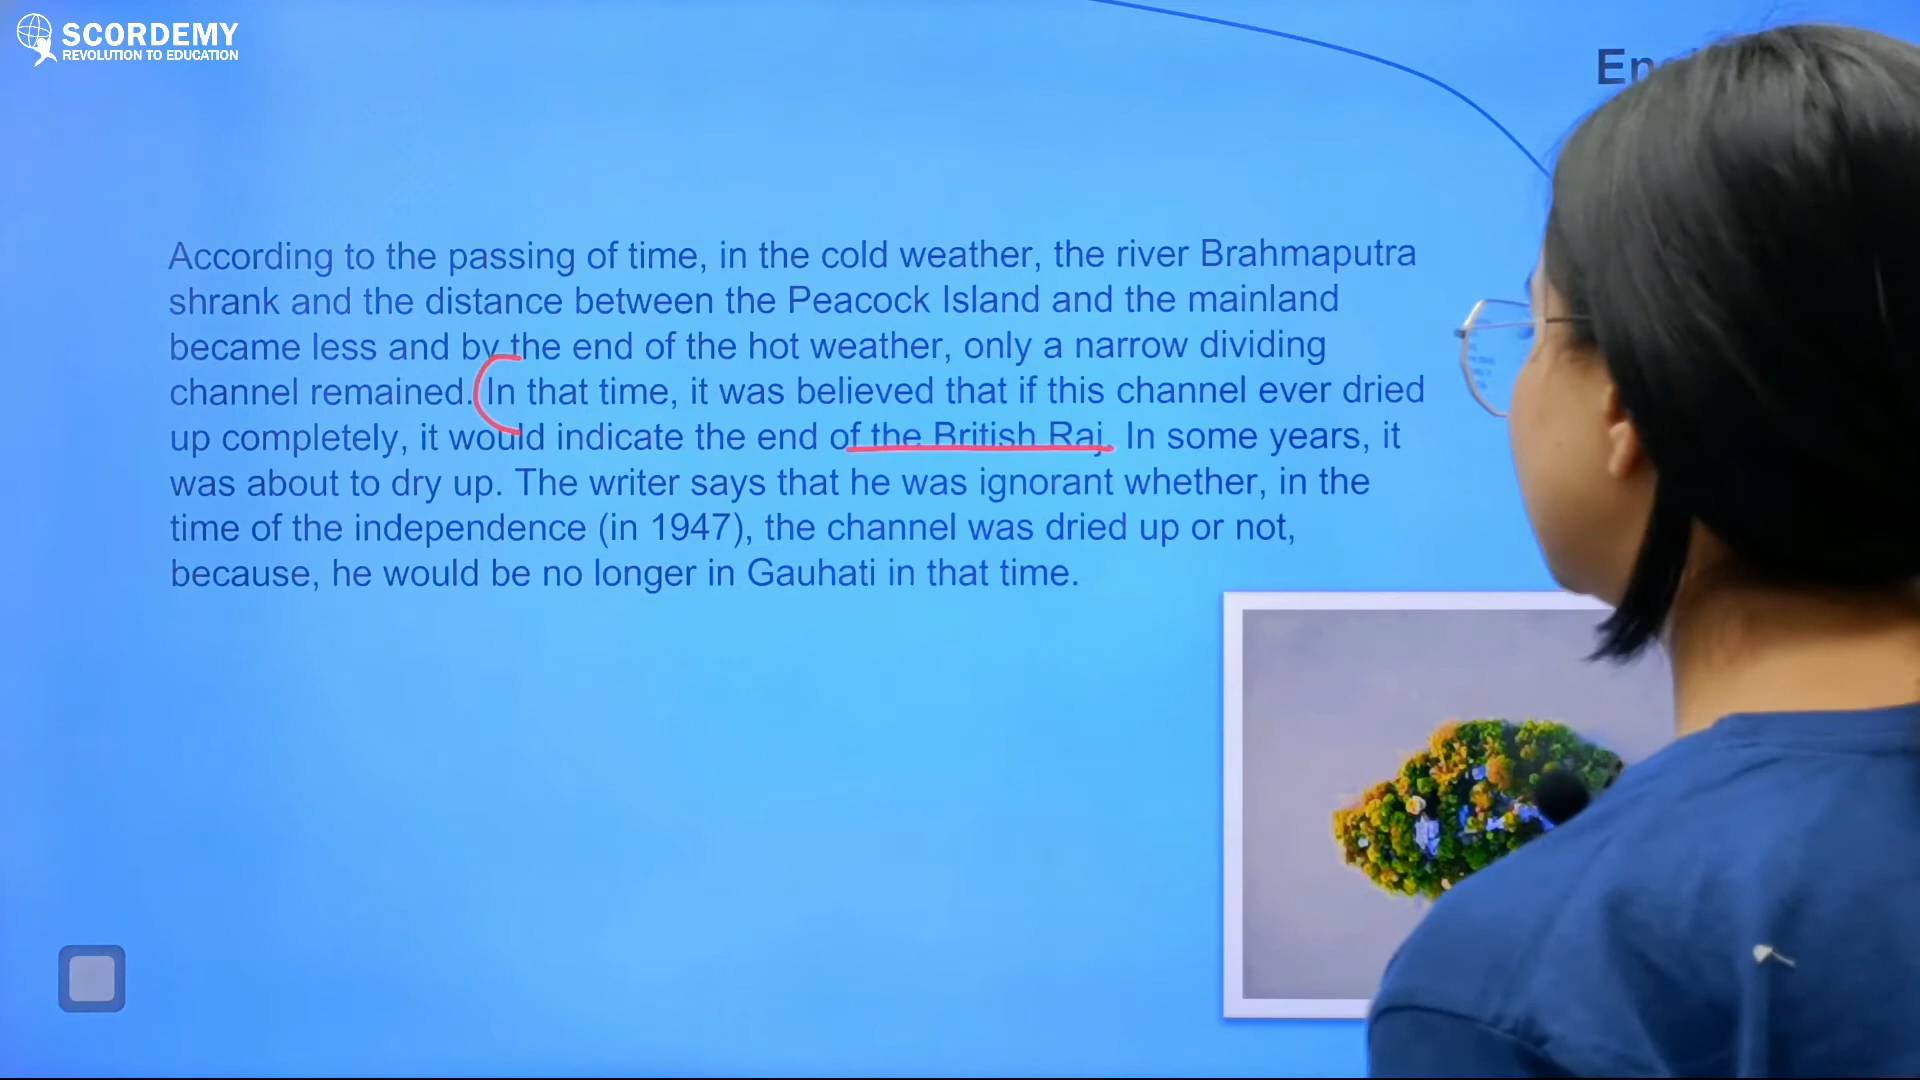 SCORDEMY
REVOLUTION TO EDUCATION
According to the passing of time, in the cold weather, the river Brahmaputra
shrank and the distance between the Peacock Island and the mainland
became less and by the end of the hot weather, only a narrow dividing
channel remained. In that time, it was believed that if this channel ever dried
up completely, it would indicate the end of the British Raj. In some years, it
was about to dry up. The writer says that he was ignorant whether, in the
time of the independence (in 1947), the channel was dried up or not,
because, he would be no longer in Gauhati in that time.